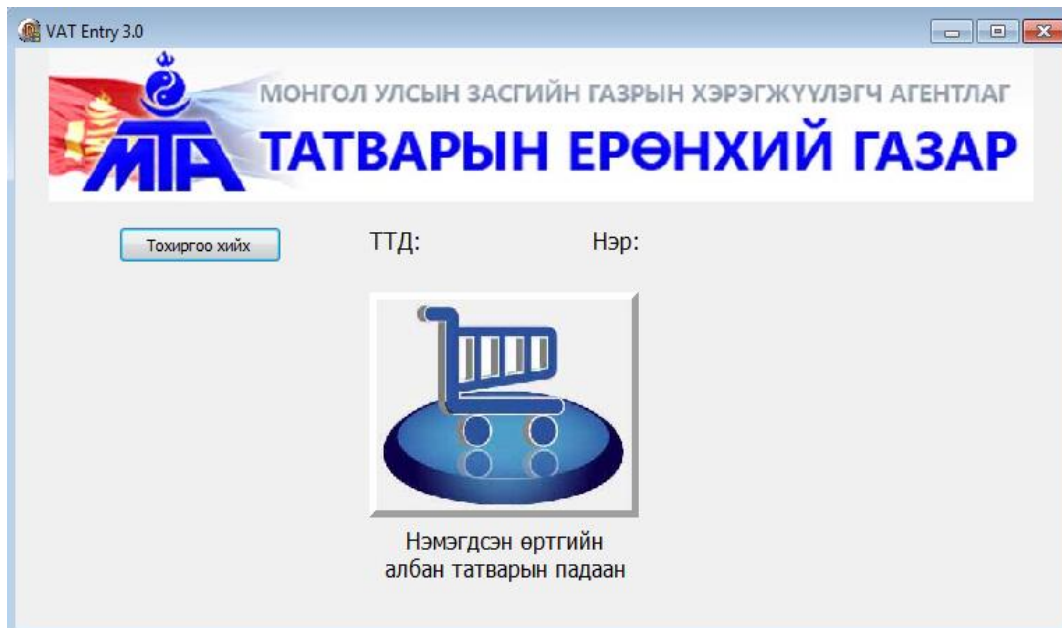 VAT Entry 3.0
МОНГОЛ УЛСЫН ЗАСГИЙН ГАЗРЫН ХЭРЭГЖҮҮЛЭГЧ АГЕНТЛАГ
МТА ТАТВАРЫН ЕРӨНХИЙ ГАЗАР
Тохиргоо хийх ТТД: Нэр:
Нэмэгдсэн өртгийн
албан татварын падаан